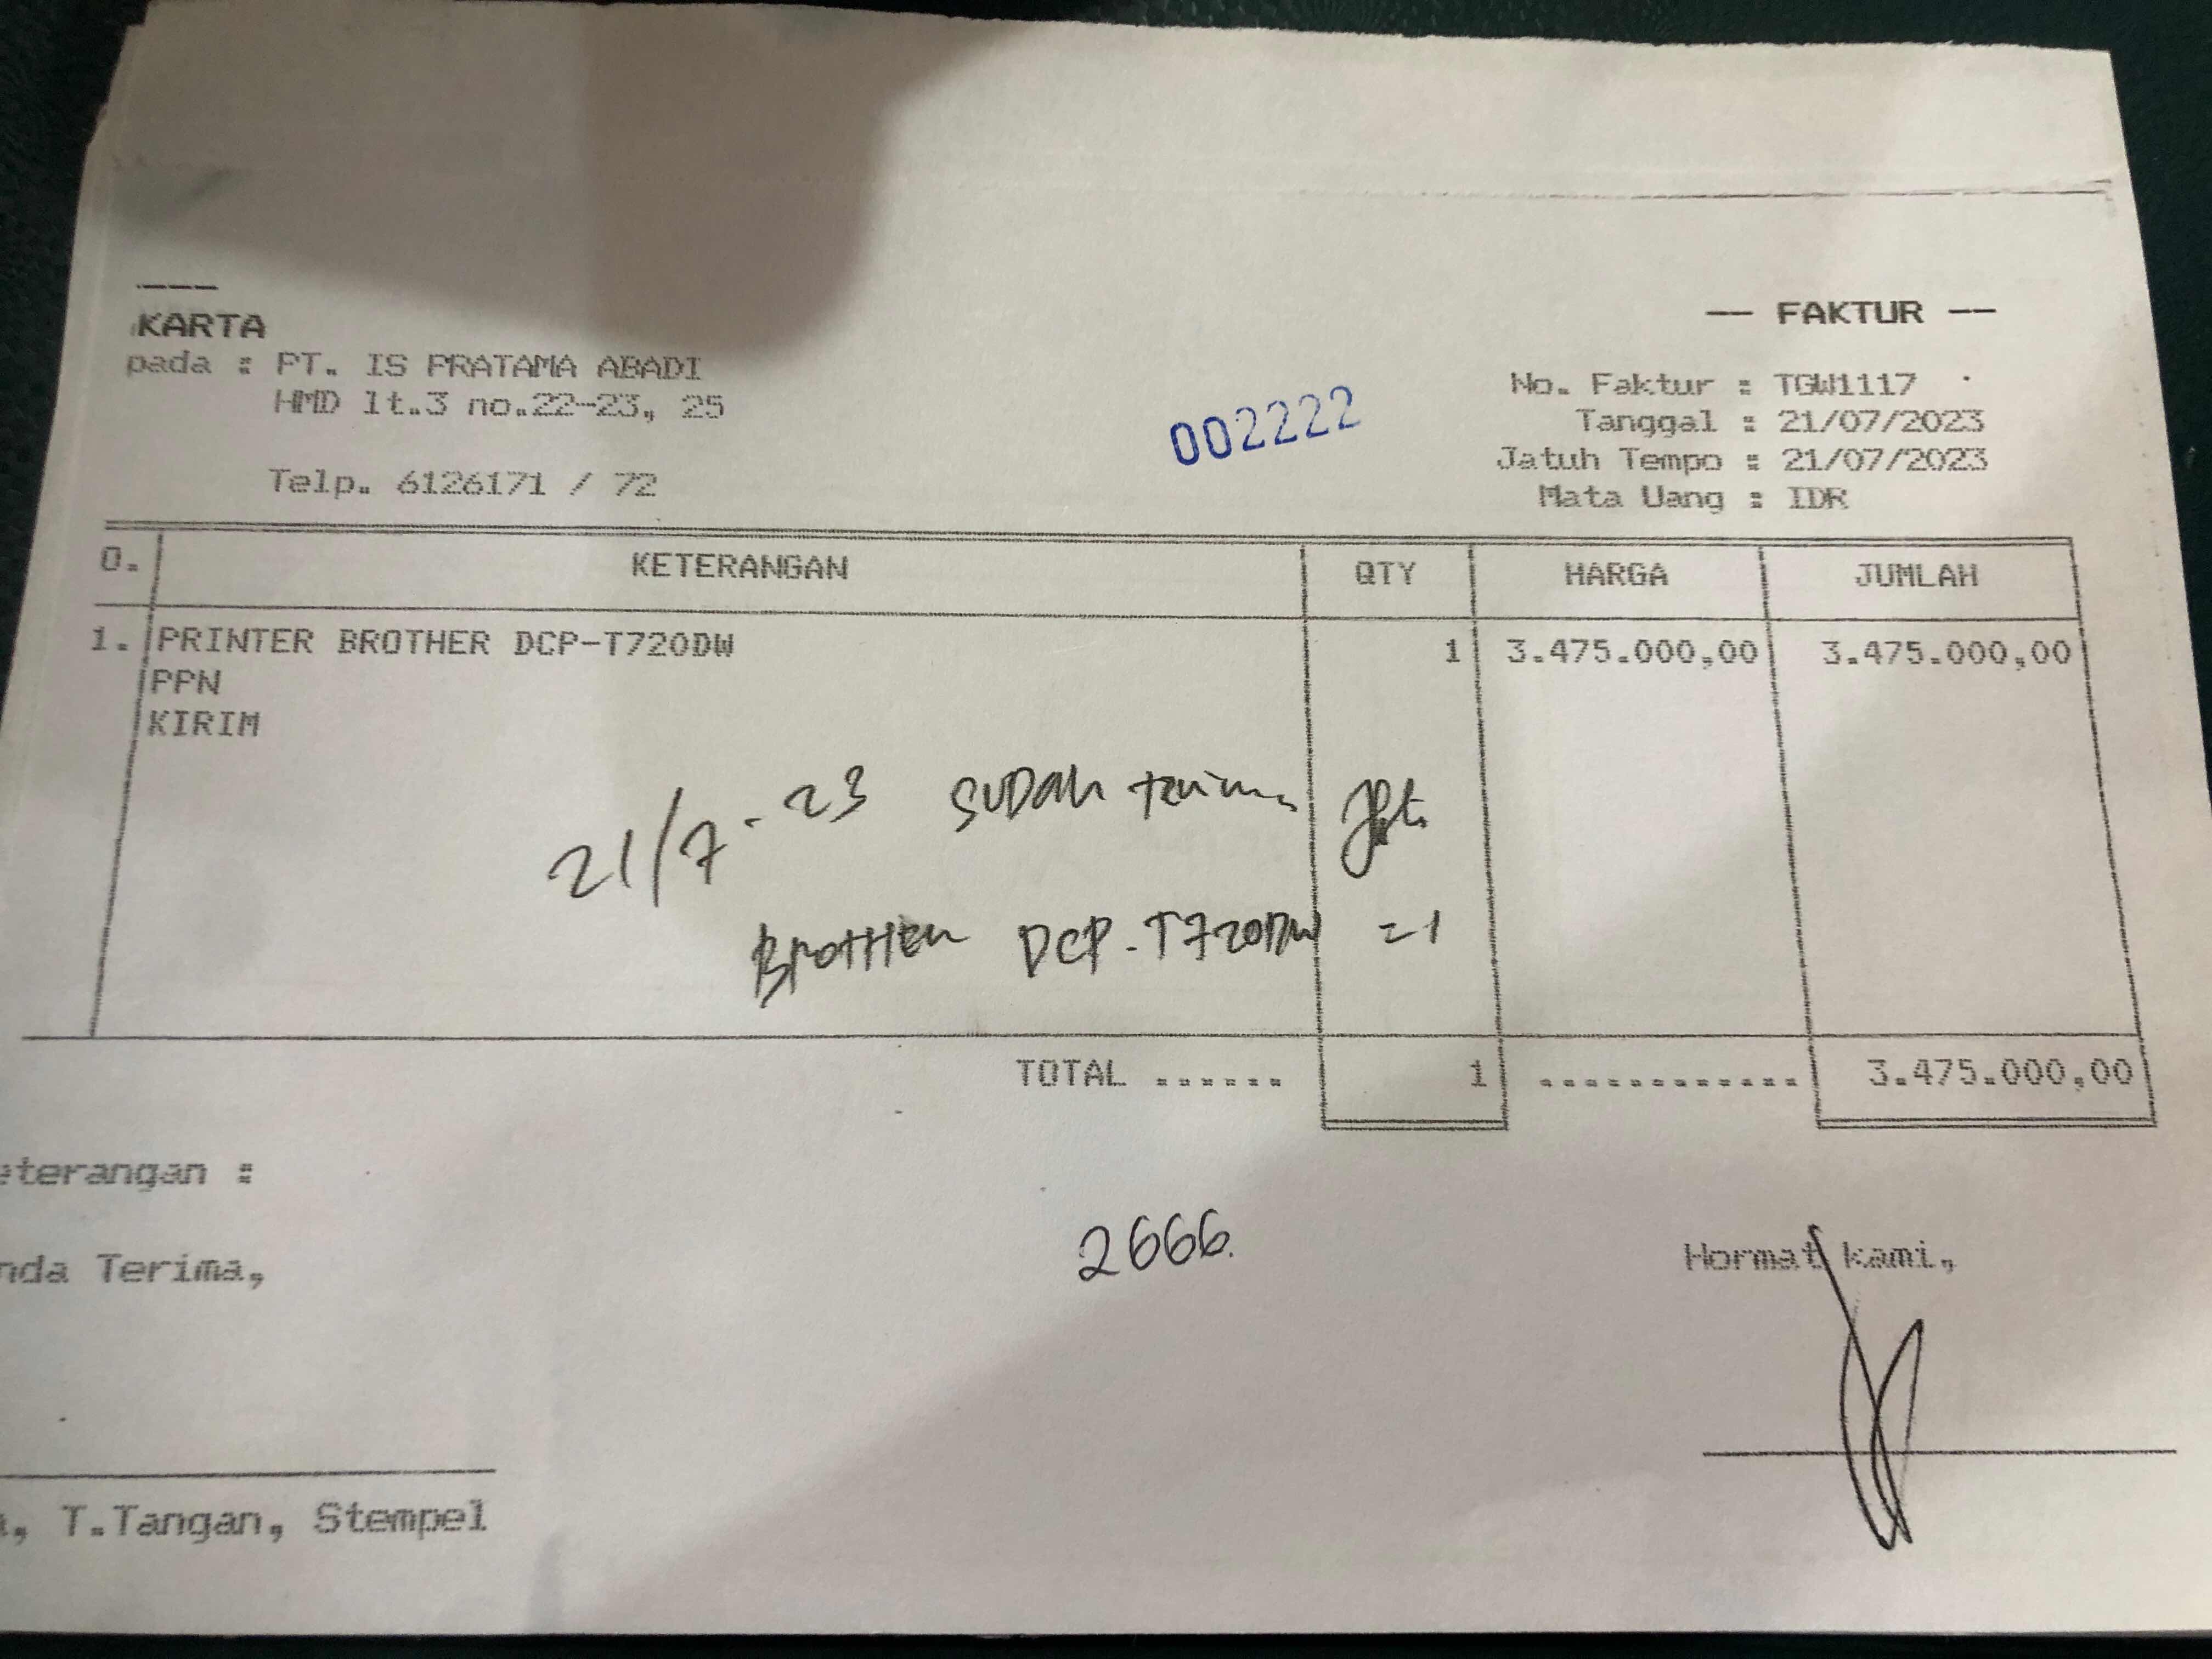 KARTA
-- FAKTUR --
pada : PT. IS PRATAMA ABADI
HMD lt.3 no.22-23, 25
Telp. 6126171 / 72
002222
No. Faktur : TGW1117
Tanggal : 21/07/2023
Jatuh Tempo : 21/07/2023
Mata Uang : IDR
O. KETERANGAN QTY HARGA JUMLAH
1. PRINTER BROTHER DCP-T720DW 1 3.475.000,00 3.475.000,00
PPN
KIRIM
21/7-23 SUDAH terima
BROTHER DCP-T720DW =1
TOTAL ...... 1 ............ 3.475.000,00
eterangan :
2666.
nda Terima,
Hormat kami,
, T.Tangan, Stempel